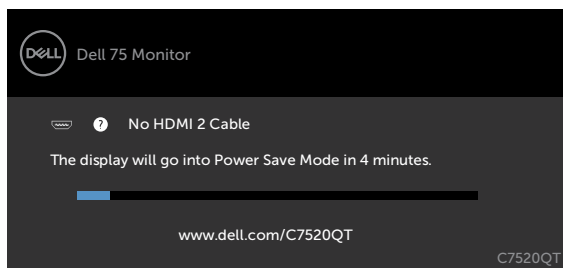 DELL
Dell 75 Monitor
? No HDMI 2 Cable
The display will go into Power Save Mode in 4 minutes.
www.dell.com/C7520QT
C7520QT